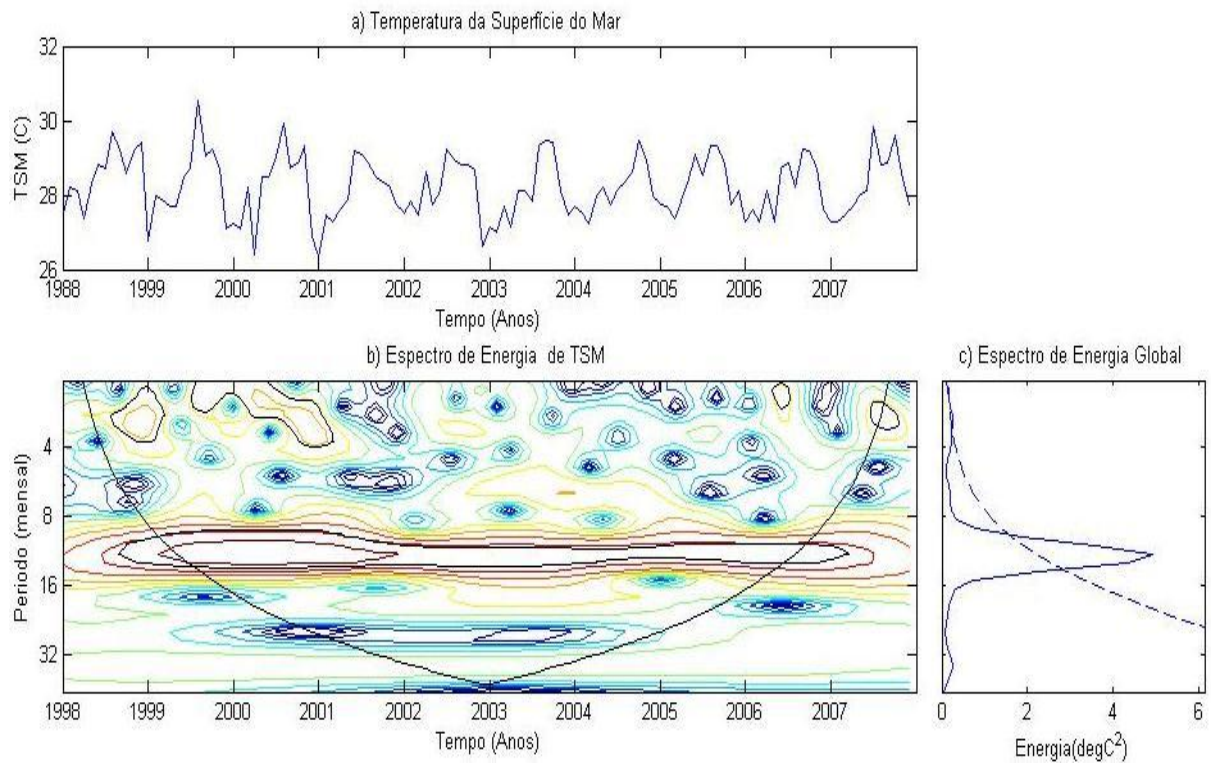 a) Temperatura da Superfície do Mar
32
30
28
26
TSM (C)
1988 1999 2000 2001 2002 2003 2004 2005 2006 2007
Tempo (Anos)
b) Espectro de Energia de TSM
4
8
16
32
Periodo (mensal)
1998 1999 2000 2001 2002 2003 2004 2005 2006 2007
Tempo (Anos)
c) Espectro de Energia Global
0 2 4 6
Energia(degC²)